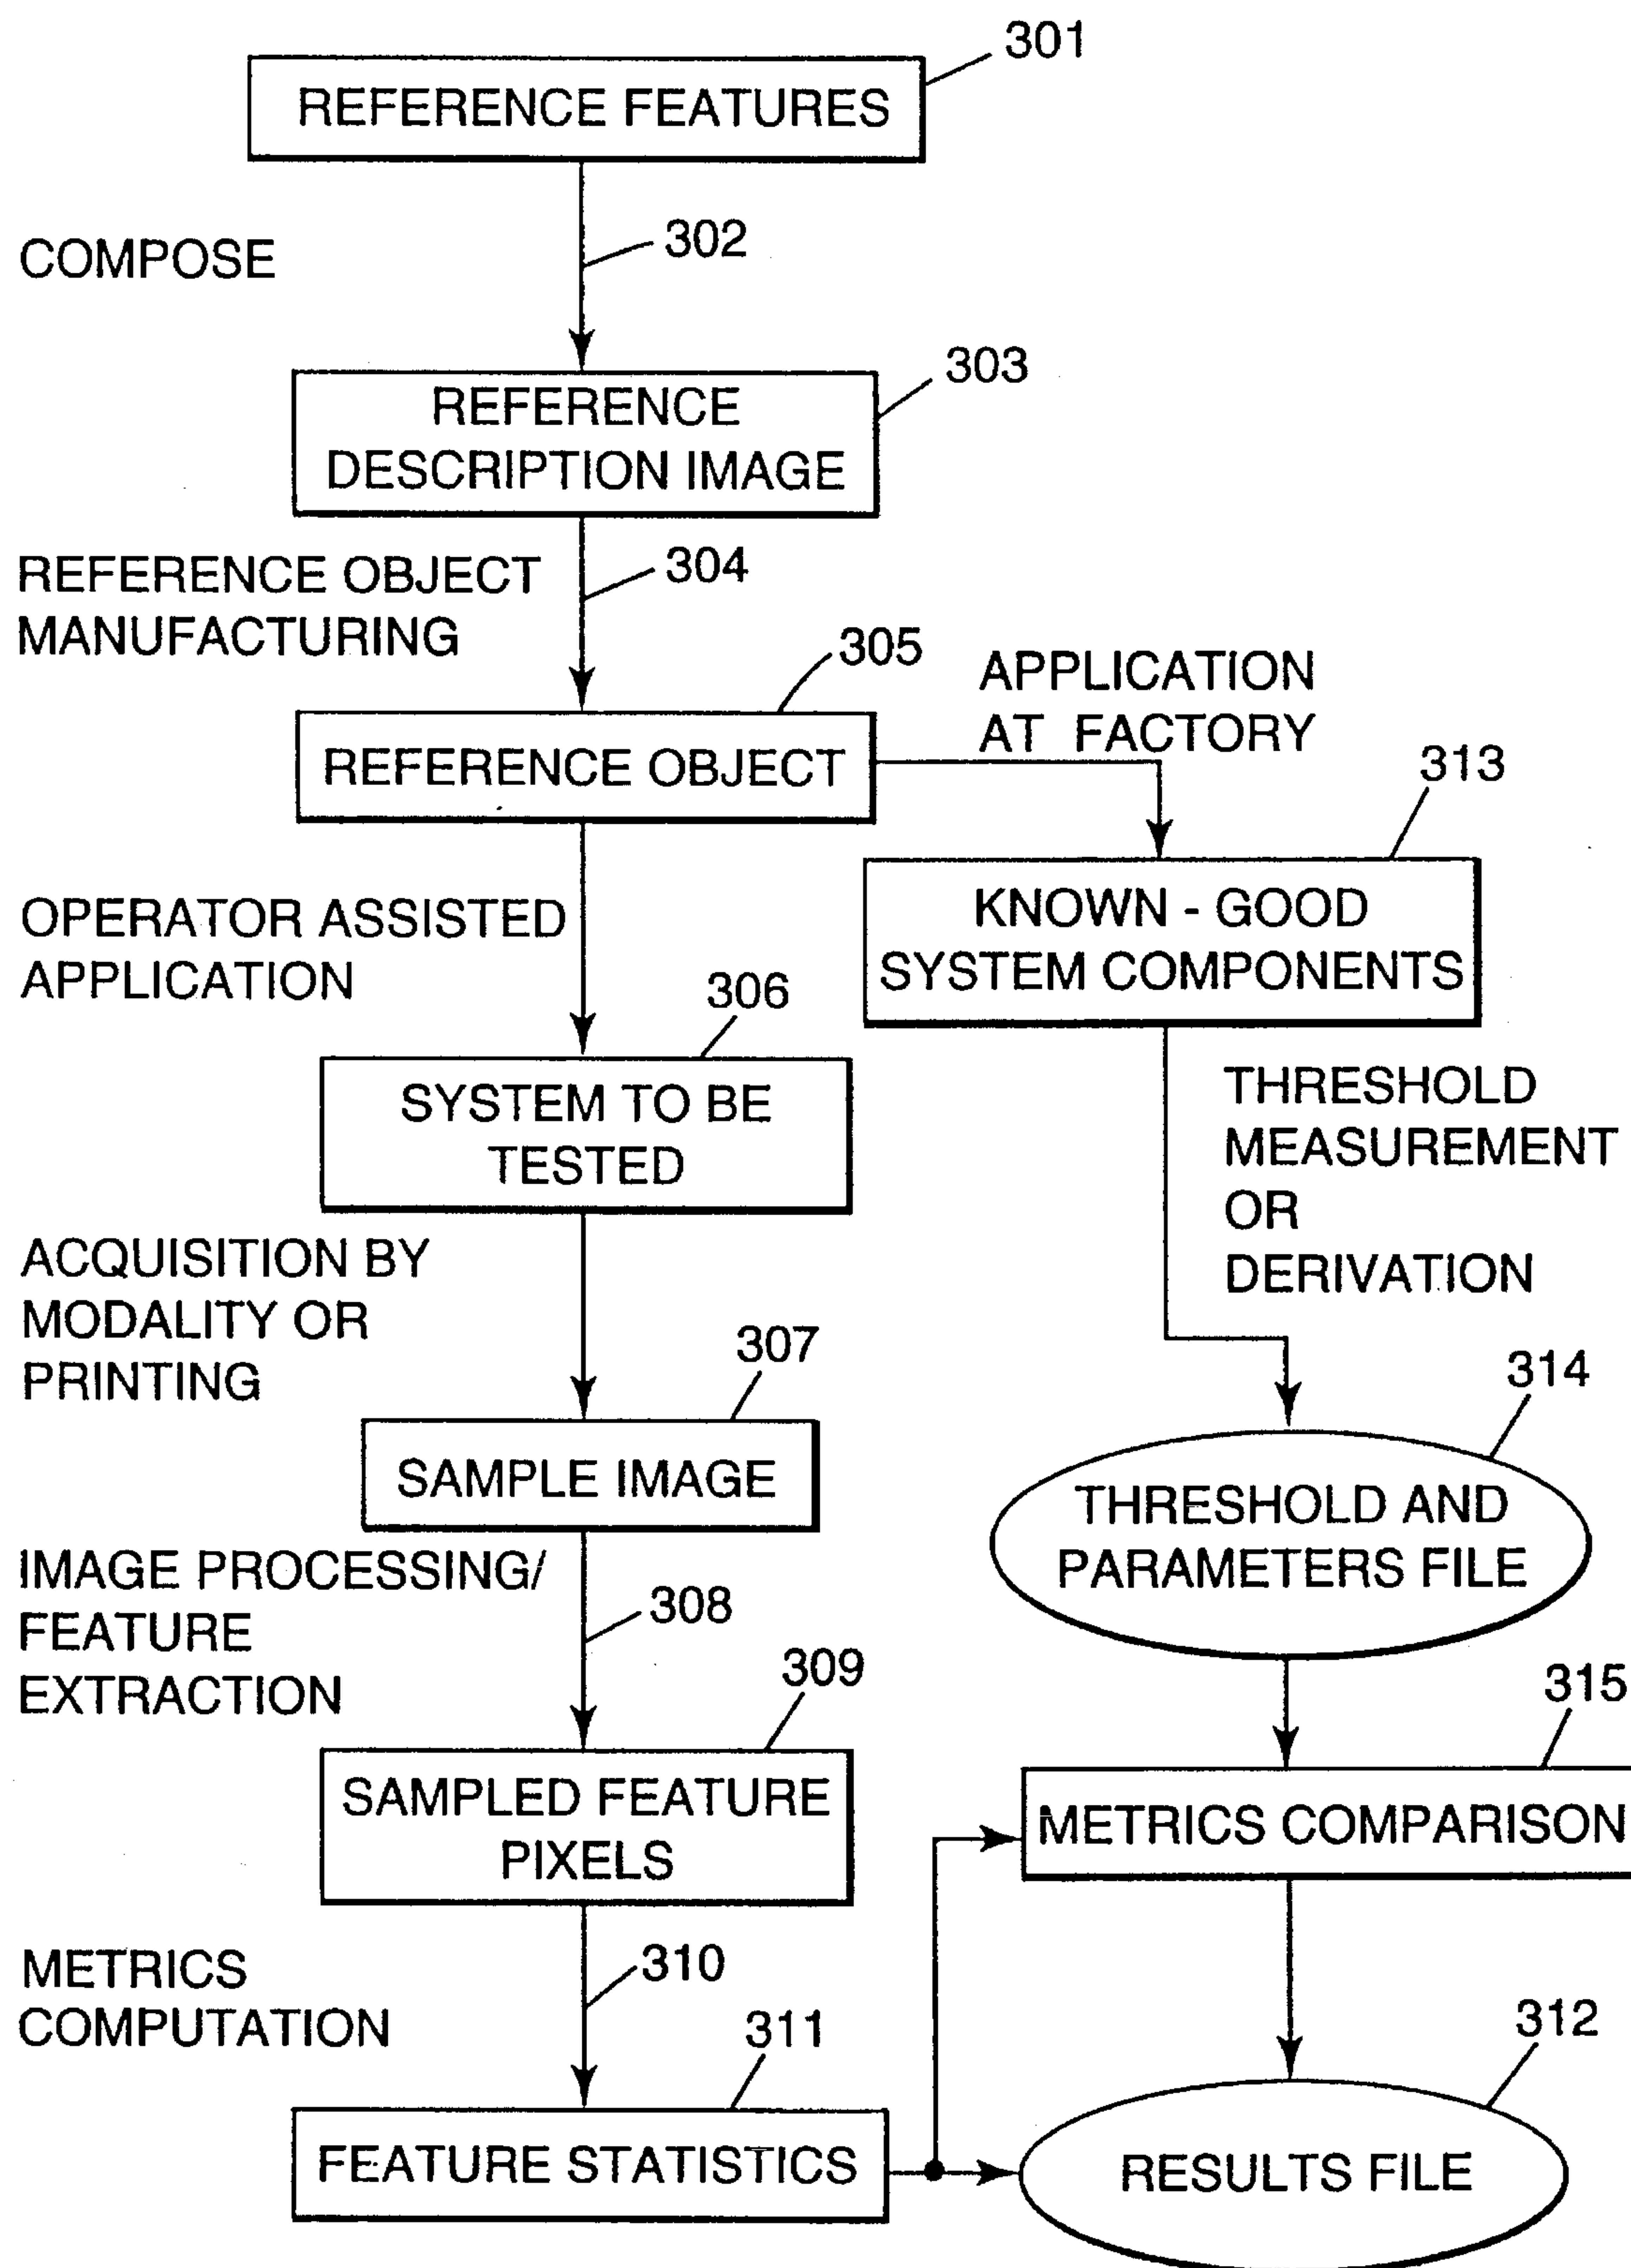 301
REFERENCE FEATURES
COMPOSE
302
303
REFERENCE
DESCRIPTION IMAGE
REFERENCE OBJECT
MANUFACTURING
304
305
REFERENCE OBJECT
APPLICATION
AT FACTORY
313
KNOWN - GOOD
SYSTEM COMPONENTS
OPERATOR ASSISTED
APPLICATION
306
SYSTEM TO BE
TESTED
THRESHOLD
MEASUREMENT
OR
DERIVATION
ACQUISITION BY
MODALITY OR
PRINTING
307
SAMPLE IMAGE
314
THRESHOLD AND
PARAMETERS FILE
IMAGE PROCESSING/
FEATURE
EXTRACTION
308
309
SAMPLED FEATURE
PIXELS
315
METRICS COMPARISON
METRICS
COMPUTATION
310
311
FEATURE STATISTICS
312
RESULTS FILE